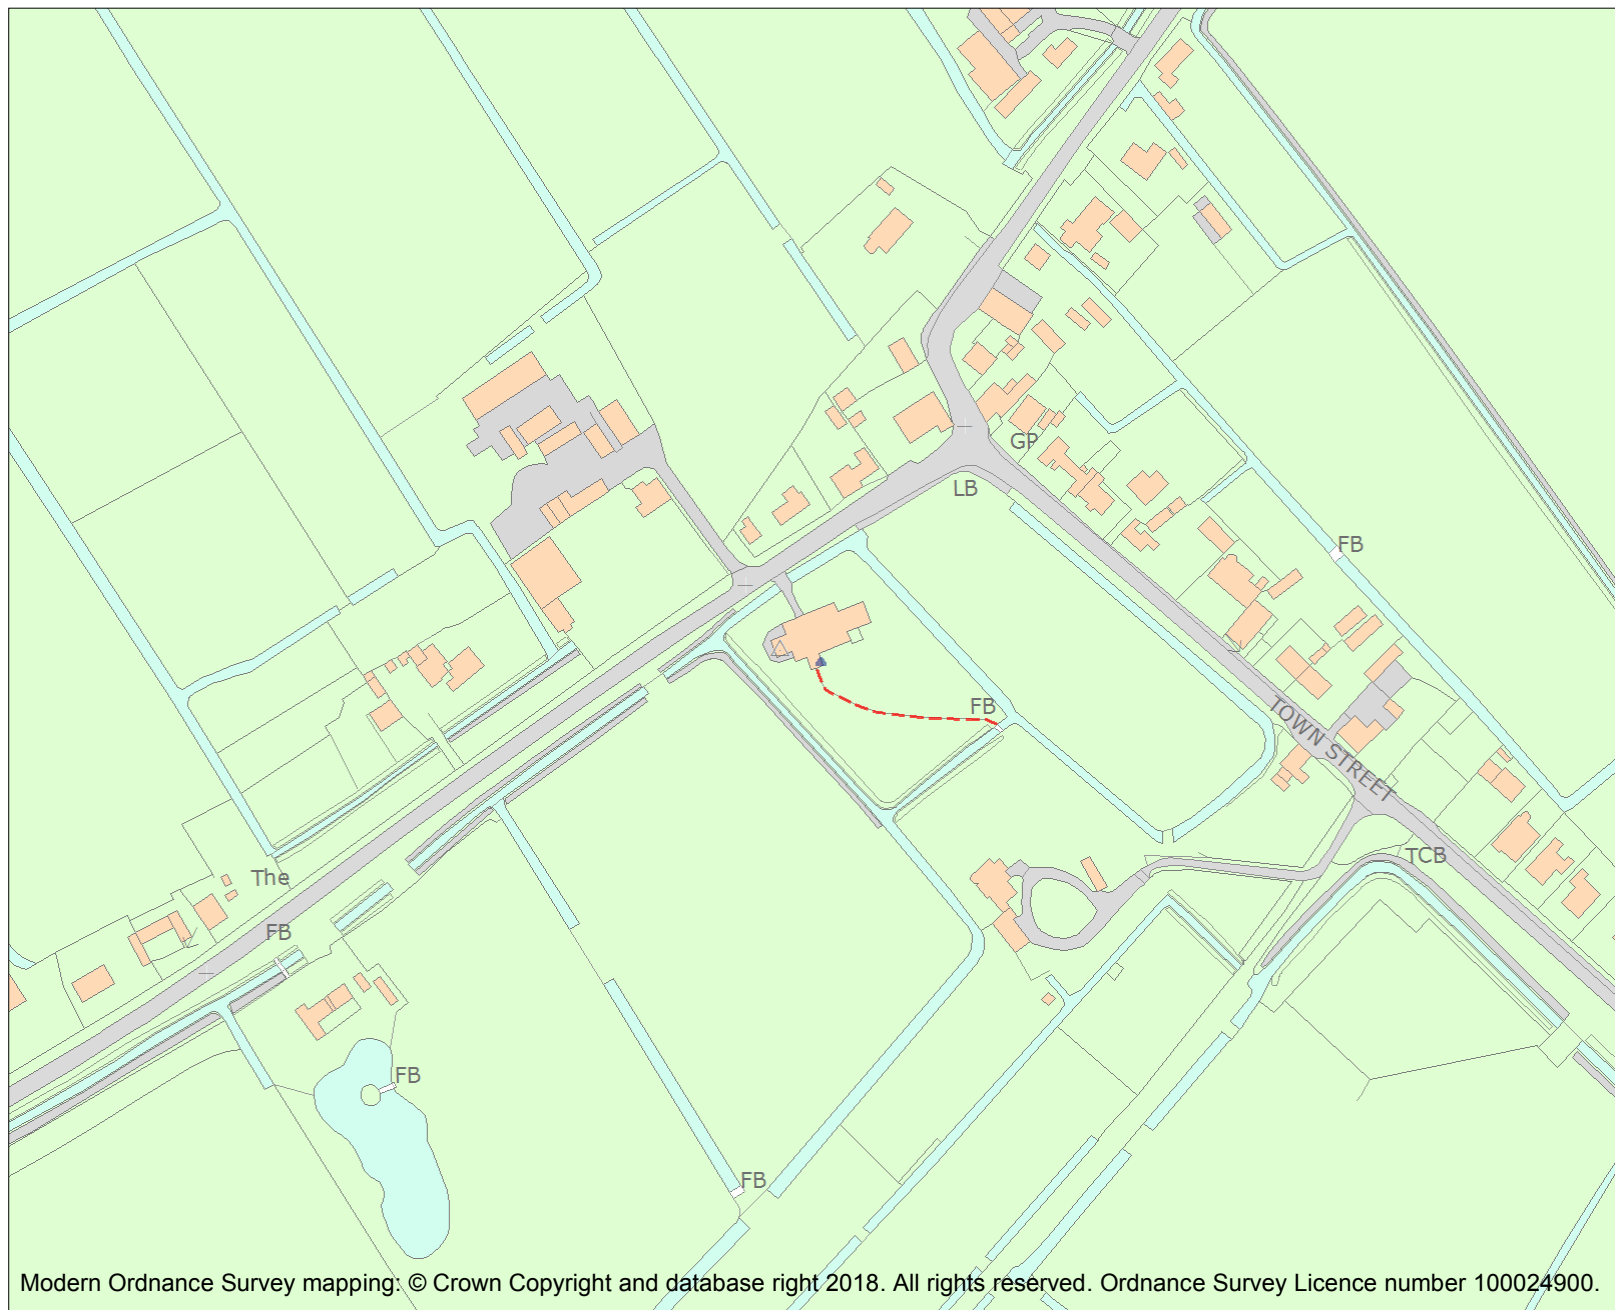 GP
LB
FB
FB
TOWN STREET
TCB
The
FB
FB
FB
Modern Ordnance Survey mapping: © Crown Copyright and database right 2018. All rights reserved. Ordnance Survey Licence number 100024900.